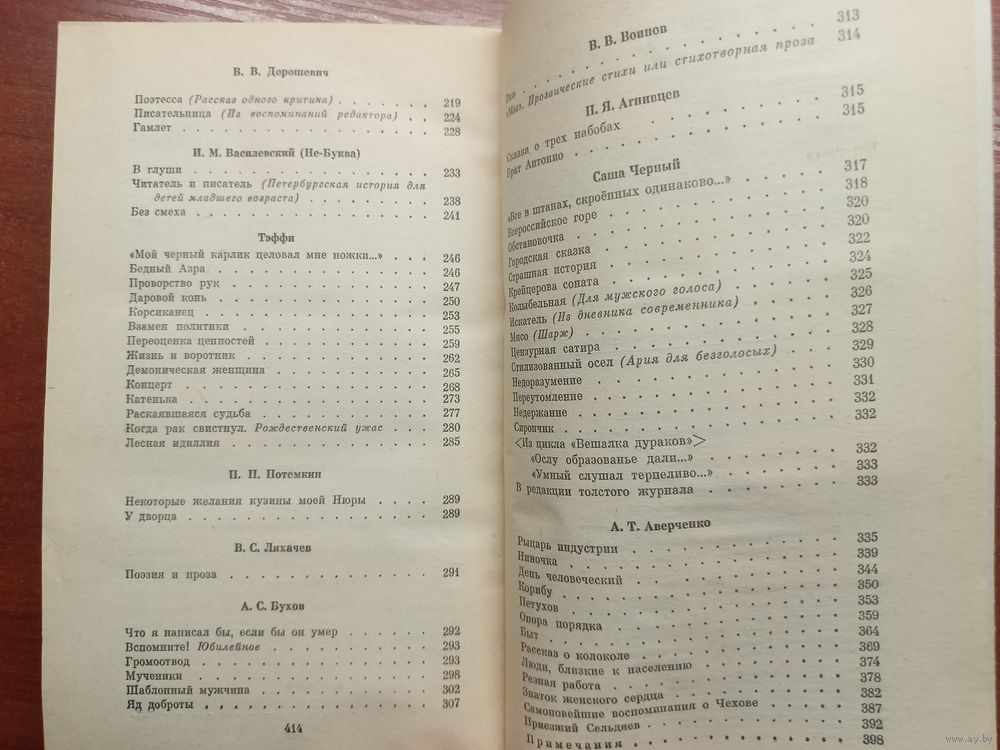 В. В. Дорошевич
Поэтесса (Рассказ одного критика) . . . . . . 219
Писательница (Из воспоминаний редактора) . . 224
Гамлет . . . . . . . . . . . . . . . . 228
И. М. Василевский (Не-Буква)
В глуши . . . . . . . . . . . . . . . 233
Читатель и писатель (Петербургская история для
детей младшего возраста) . . . . . . . . 238
Без смеха . . . . . . . . . . . . . . . 241
Тэффи
«Мой черный карлик целовал мне ножки...» . . . 246
Бедный Азра . . . . . . . . . . . . . 246
Проворство рук . . . . . . . . . . . . 247
Даровой конь . . . . . . . . . . . . . 250
Корсиканец . . . . . . . . . . . . . . 253
Взамен политики . . . . . . . . . . . . 255
Переоценка ценностей . . . . . . . . . . 259
Жизнь и воротник . . . . . . . . . . . 262
Демоническая женщина . . . . . . . . . . 265
Концерт . . . . . . . . . . . . . . . 268
Катенька . . . . . . . . . . . . . . . 273
Раскаявшаяся судьба . . . . . . . . . . 277
Когда рак свистнул. Рождественский ужас . . . 280
Лесная идиллия . . . . . . . . . . . . 285
П. П. Потемкин
Некоторые желания кузины моей Нюры . . . . 289
У дворца . . . . . . . . . . . . . . . 289
В. С. Лихачев
Поэзия и проза . . . . . . . . . . . . 291
А. С. Бухов
Что я написал бы, если бы он умер . . . . . . 292
Вспомните! Юбилейное . . . . . . . . . . 293
Громоотвод . . . . . . . . . . . . . . 293
Мученики . . . . . . . . . . . . . . . 298
Шаблонный мужчина . . . . . . . . . . . 302
Яд доброты . . . . . . . . . . . . . . 307
414
В. В. Воинов
Эхо . . . . . . . . . . . . . . . 313
«Мы». Прозаические стихи или стихотворная проза 314
Н. Я. Агнивцев
Сказка о трех набобах . . . . . . . . . 315
Брат Антонио . . . . . . . . . . . . 315
Саша Черный
«Все в штанах, скроённых одинаково...» . . . . 317
Всероссийское горе . . . . . . . . . . 318
Обстановочка . . . . . . . . . . . . 320
Городская сказка . . . . . . . . . . . 320
Страшная история . . . . . . . . . . . 322
Крейцерова соната . . . . . . . . . . 324
Колыбельная (Для мужского голоса) . . . . . 325
Искатель (Из дневника современника) . . . . 326
Мясо (Шарж) . . . . . . . . . . . . 327
Цензурная сатира . . . . . . . . . . . 328
Стилизованный осел (Ария для безголосых) . . . 329
Недоразумение . . . . . . . . . . . . 330
Переутомление . . . . . . . . . . . . 331
Недержание . . . . . . . . . . . . . 332
Сиропчик . . . . . . . . . . . . . . 332
<Из цикла «Вешалка дураков»>
«Ослу образованье дали...» . . . . . . . 332
«Умный слушал терпеливо...» . . . . . . . 333
В редакции толстого журнала . . . . . . . 333
А. Т. Аверченко
Рыцарь индустрии . . . . . . . . . . . 335
Ниночка . . . . . . . . . . . . . . 339
День человеческий . . . . . . . . . . . 344
Корибу . . . . . . . . . . . . . . . 350
Петухов . . . . . . . . . . . . . . 353
Опора порядка . . . . . . . . . . . . 359
Быт . . . . . . . . . . . . . . . . 364
Рассказ о колоколе . . . . . . . . . . 369
Люди, близкие к населению . . . . . . . . 374
Резная работа . . . . . . . . . . . . 378
Знаток женского сердца . . . . . . . . . 382
Самоновейшие воспоминания о Чехове . . . . . 387
Приезжий Сельдяев . . . . . . . . . . . 392
Примечания . . . . . . . . . . . . . 398
www.ay.by